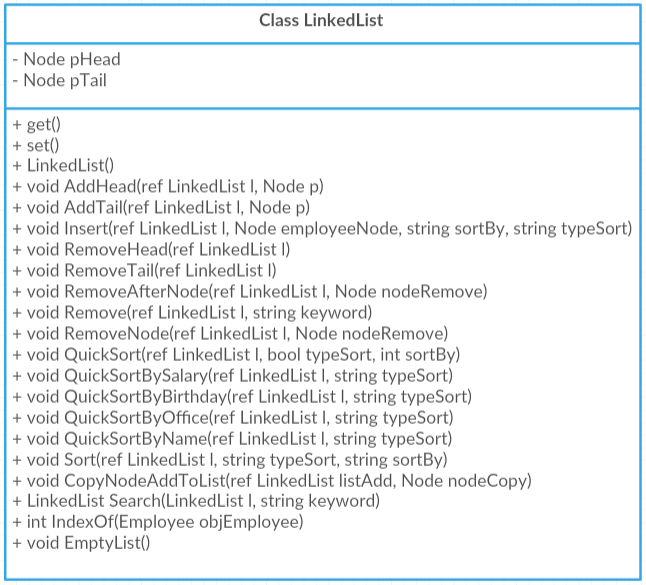 Class LinkedList
- Node pHead
- Node pTail
+ get()
+ set()
+ LinkedList()
+ void AddHead(ref LinkedList l, Node p)
+ void AddTail(ref LinkedList l, Node p)
+ void Insert(ref LinkedList l, Node employeeNode, string sortBy, string typeSort)
+ void RemoveHead(ref LinkedList l)
+ void RemoveTail(ref LinkedList l)
+ void RemoveAfterNode(ref LinkedList l, Node nodeRemove)
+ void Remove(ref LinkedList l, string keyword)
+ void RemoveNode(ref LinkedList l, Node nodeRemove)
+ void QuickSort(ref LinkedList l, bool typeSort, int sortBy)
+ void QuickSortBySalary(ref LinkedList l, string typeSort)
+ void QuickSortByBirthday(ref LinkedList l, string typeSort)
+ void QuickSortByOffice(ref LinkedList l, string typeSort)
+ void QuickSortByName(ref LinkedList l, string typeSort)
+ void Sort(ref LinkedList l, string typeSort, string sortBy)
+ void CopyNodeAddToList(ref LinkedList listAdd, Node nodeCopy)
+ LinkedList Search(LinkedList l, string keyword)
+ int IndexOf(Employee objEmployee)
+ void EmptyList()